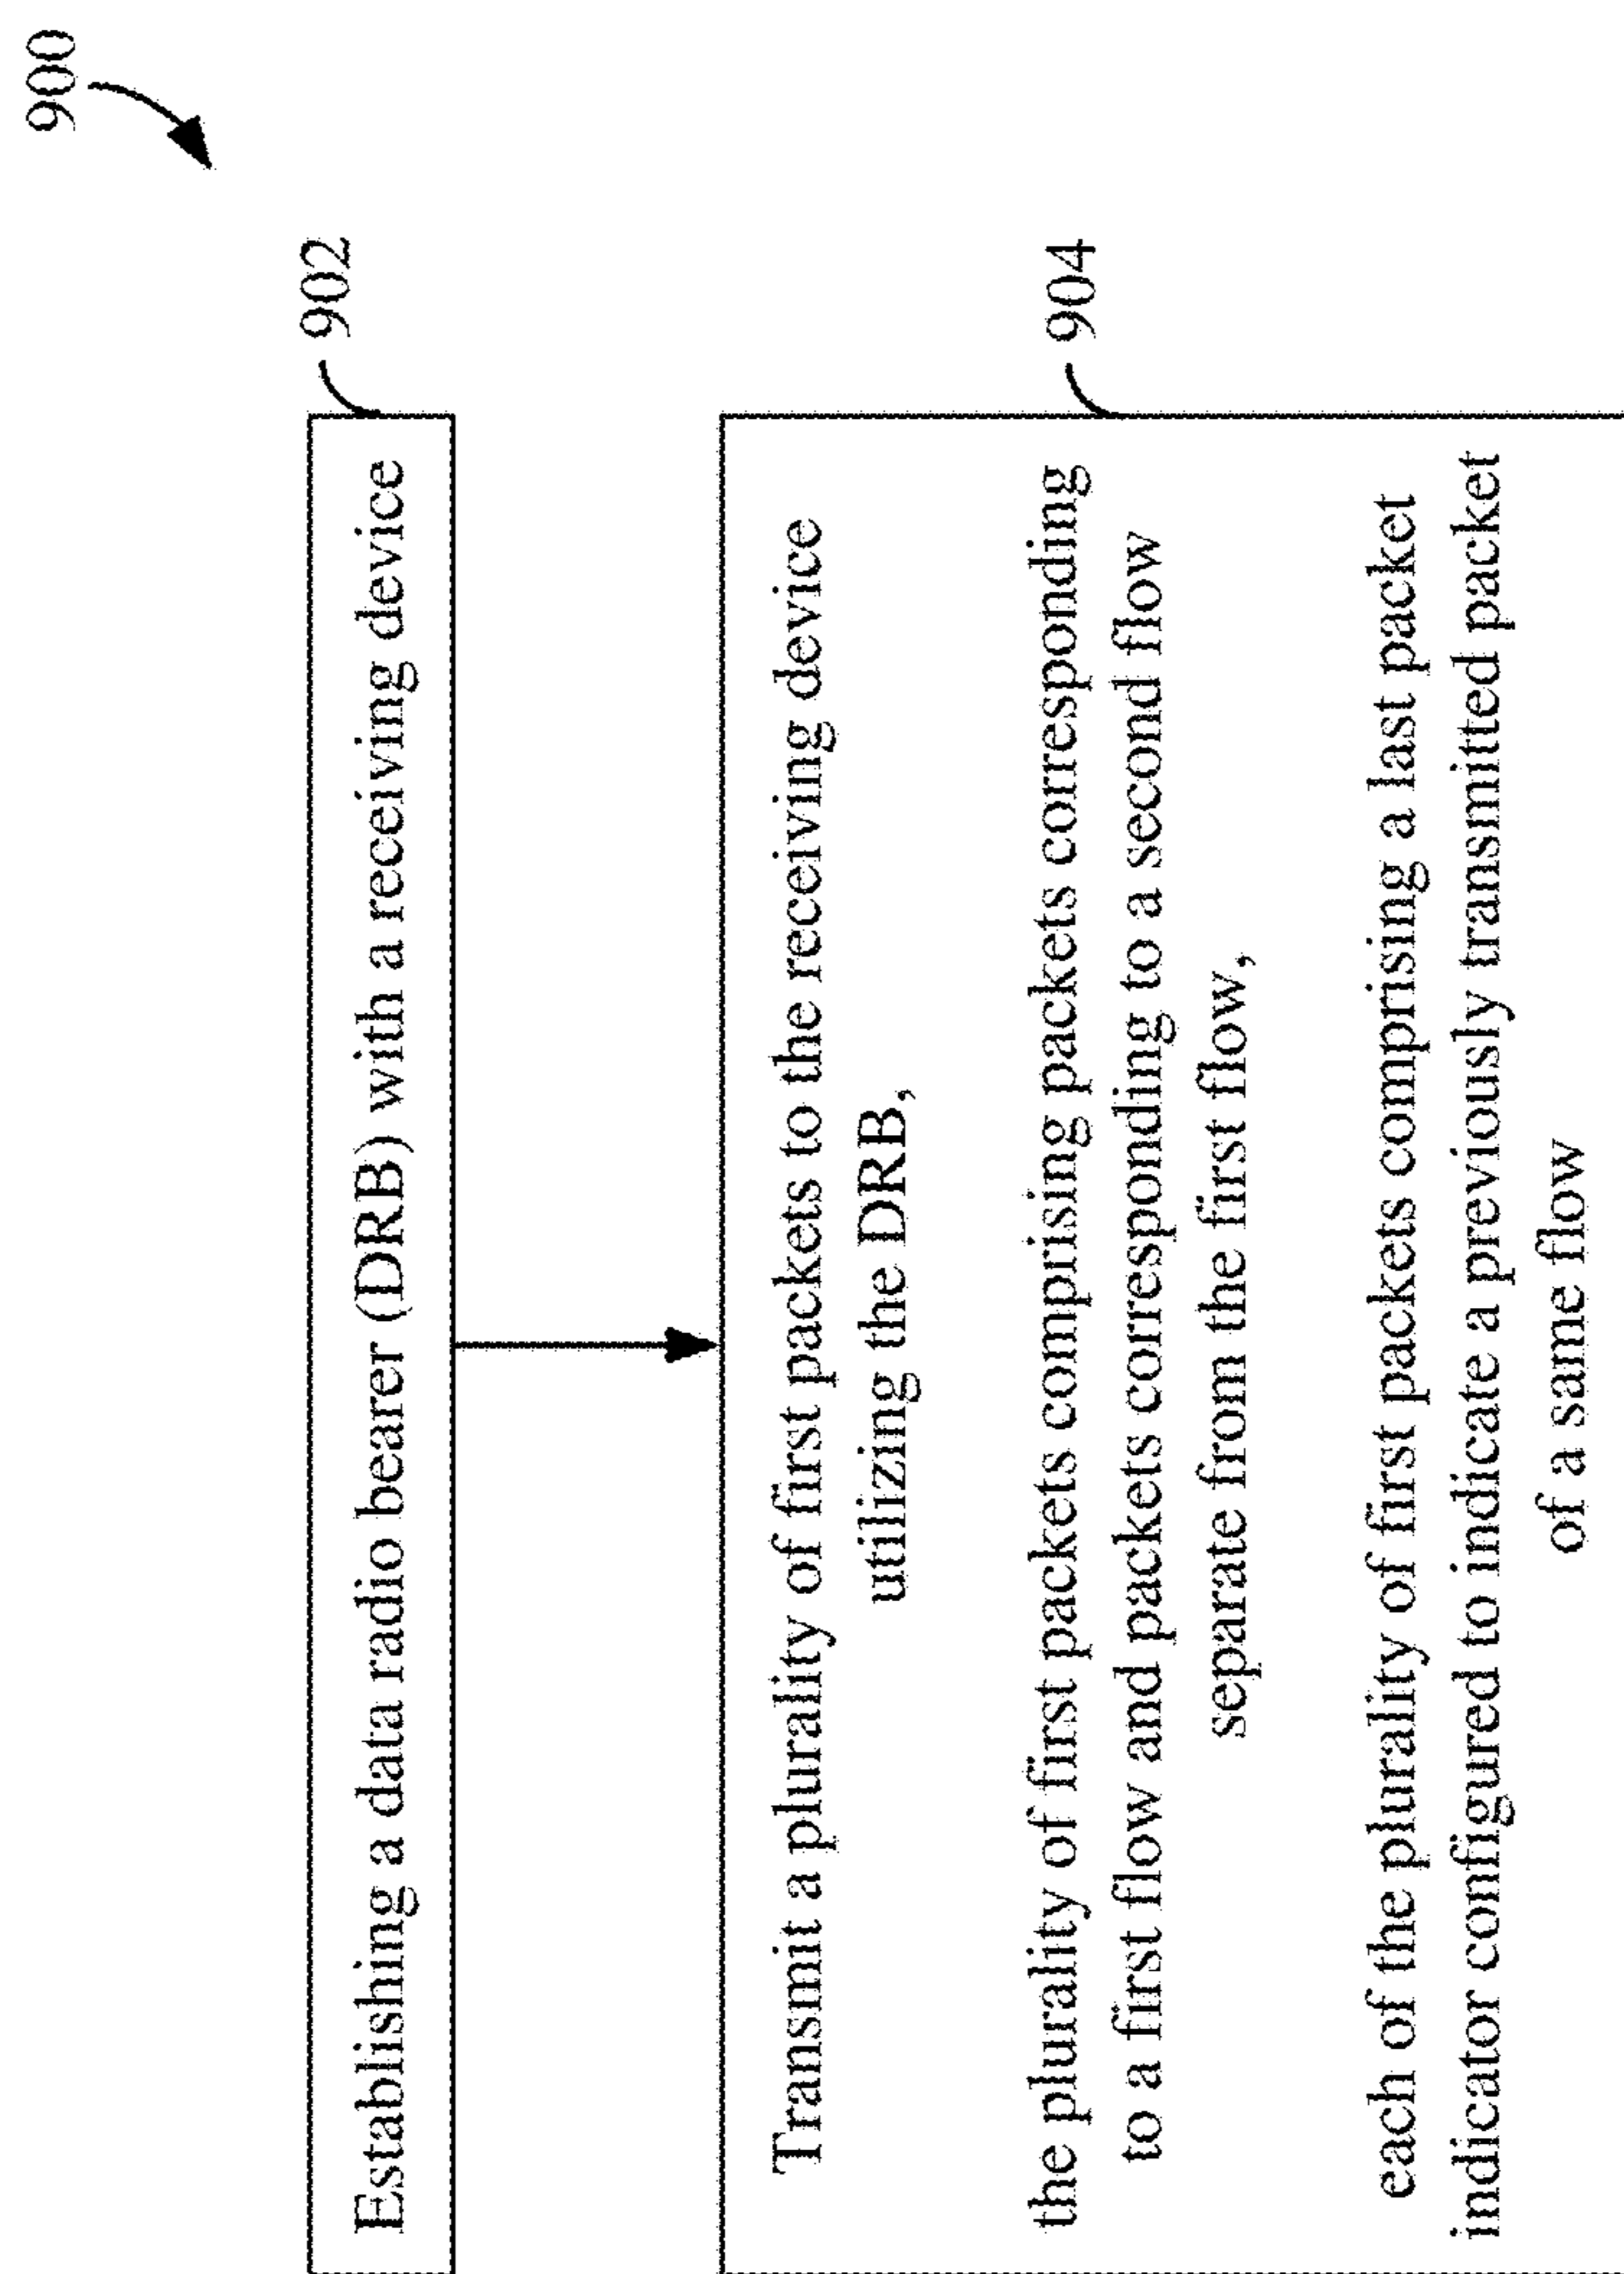 900
902
Establishing a data radio bearer (DRB) with a receiving device
904
Transmit a plurality of first packets to the receiving device
utilizing the DRB,
the plurality of first packets comprising packets corresponding
to a first flow and packets corresponding to a second flow
separate from the first flow,
each of the plurality of first packets comprising a last packet
indicator configured to indicate a previously transmitted packet
of a same flow